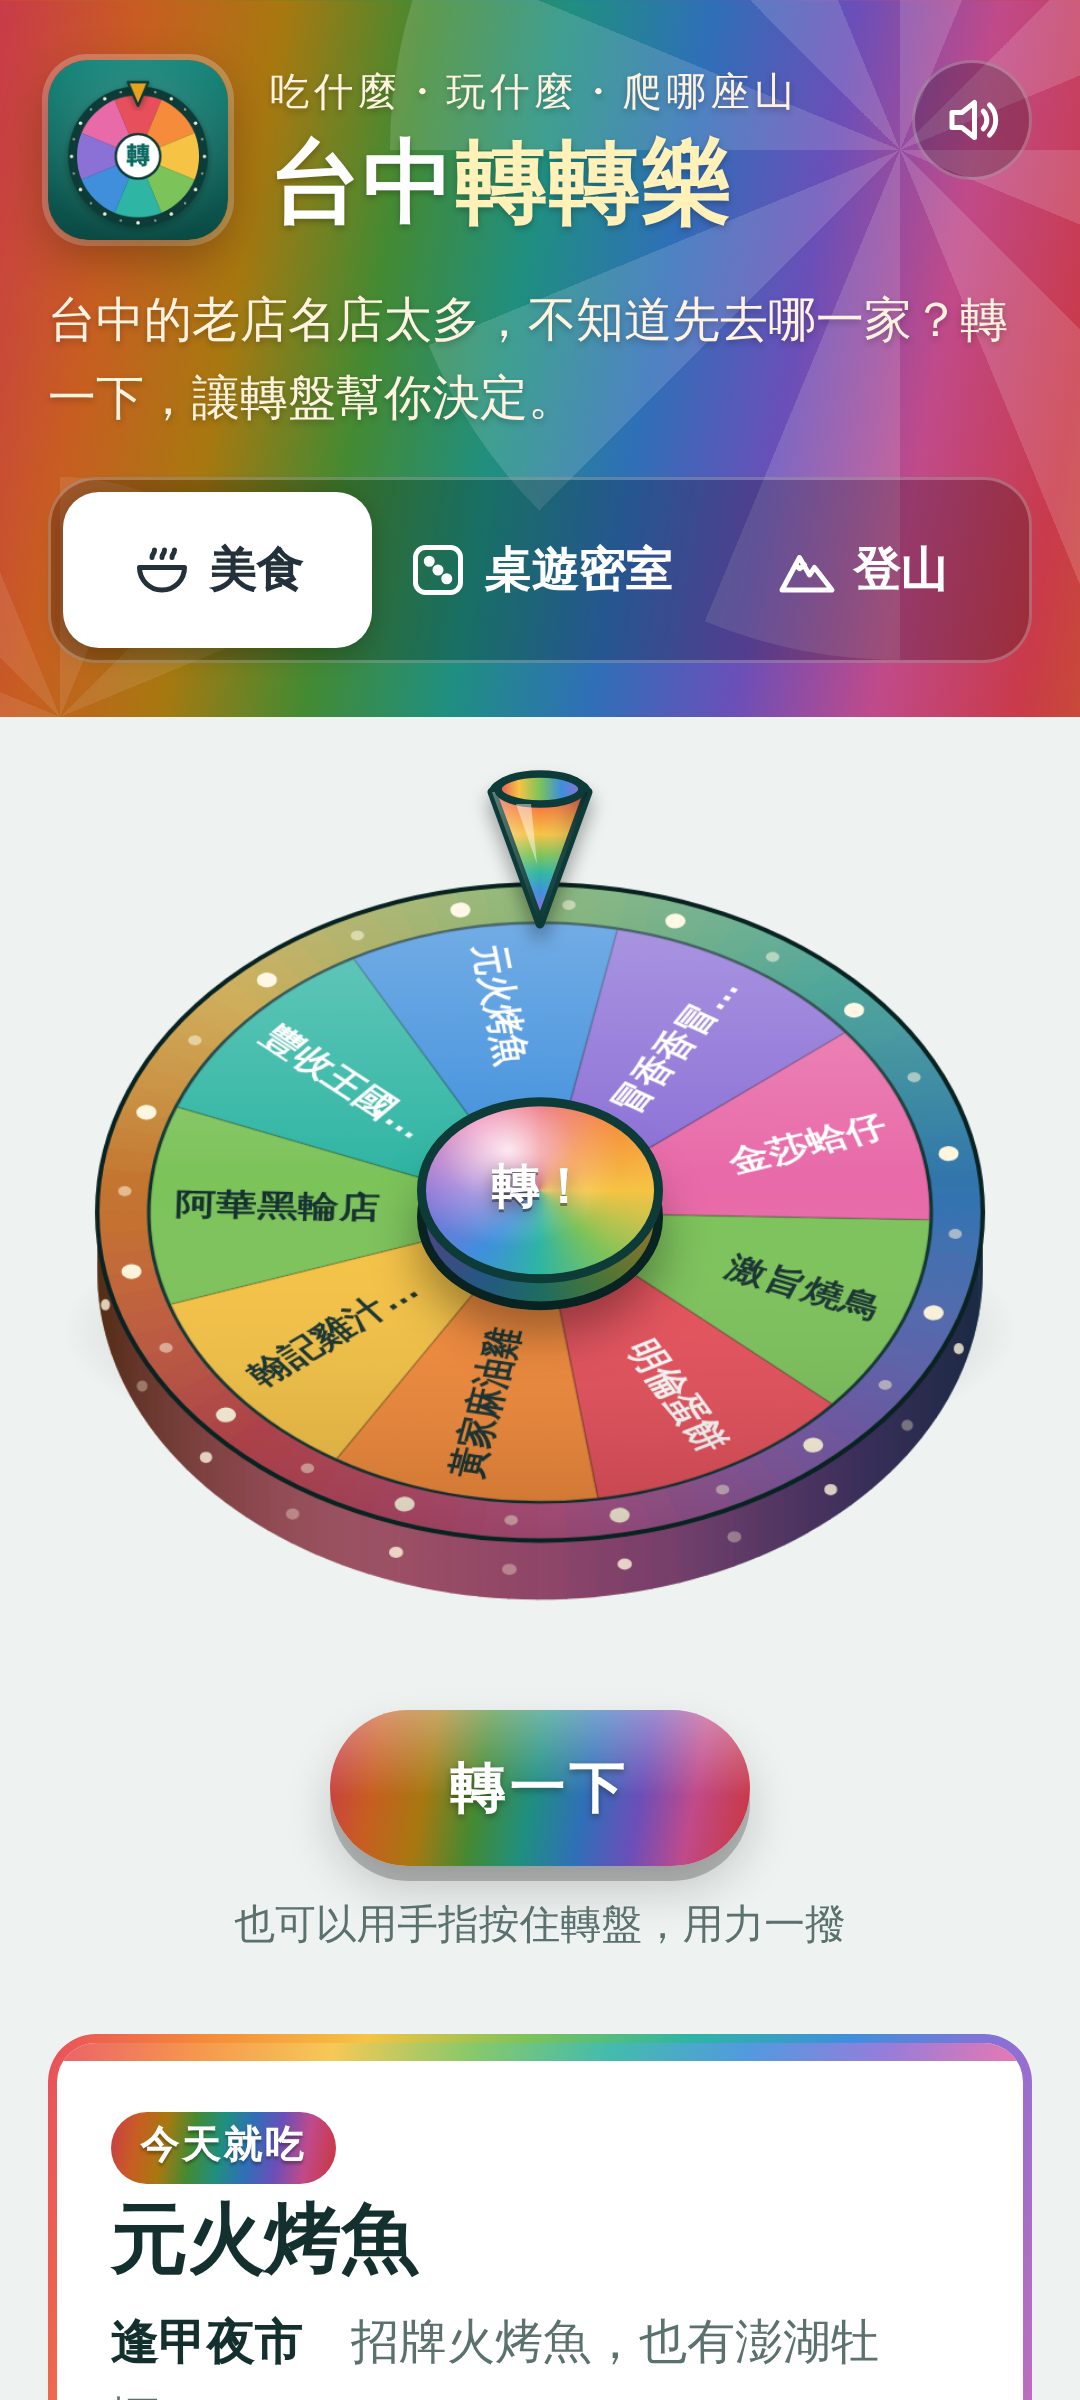 轉
吃什麼・玩什麼・爬哪座山
台中轉轉樂
台中的老店名店太多，不知道先去哪一家？轉
一下，讓轉盤幫你決定。
美食
桌遊密室
登山
元火烤魚
冒香香冒…
金莎蛤仔
激旨燒鳥
明倫蛋餅
黃家麻油雞
翰記雞汁…
阿華黑輪店
豐收王國…
轉！
轉一下
也可以用手指按住轉盤，用力一撥
今天就吃
元火烤魚
逢甲夜市　招牌火烤魚，也有澎湖牡